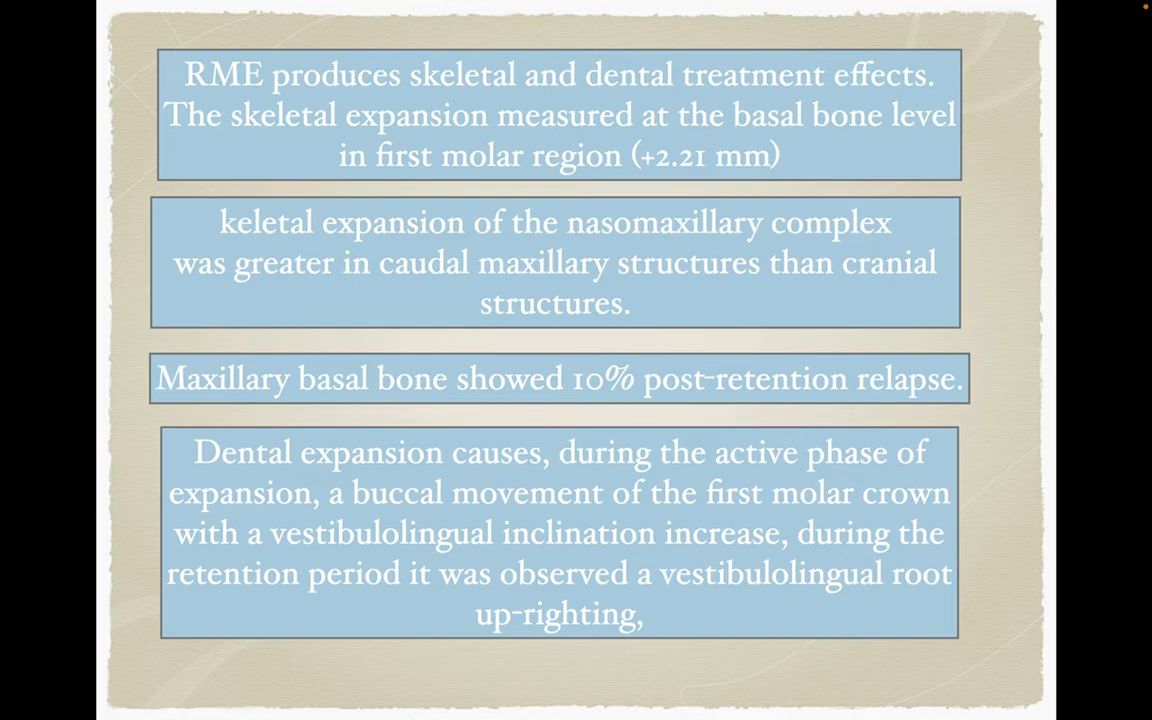 RME produces skeletal and dental treatment effects.
The skeletal expansion measured at the basal bone level
in first molar region (+2.21 mm)
keletal expansion of the nasomaxillary complex
was greater in caudal maxillary structures than cranial
structures.
Maxillary basal bone showed 10% post-retention relapse.
Dental expansion causes, during the active phase of
expansion, a buccal movement of the first molar crown
with a vestibulolingual inclination increase, during the
retention period it was observed a vestibulolingual root
up-righting,